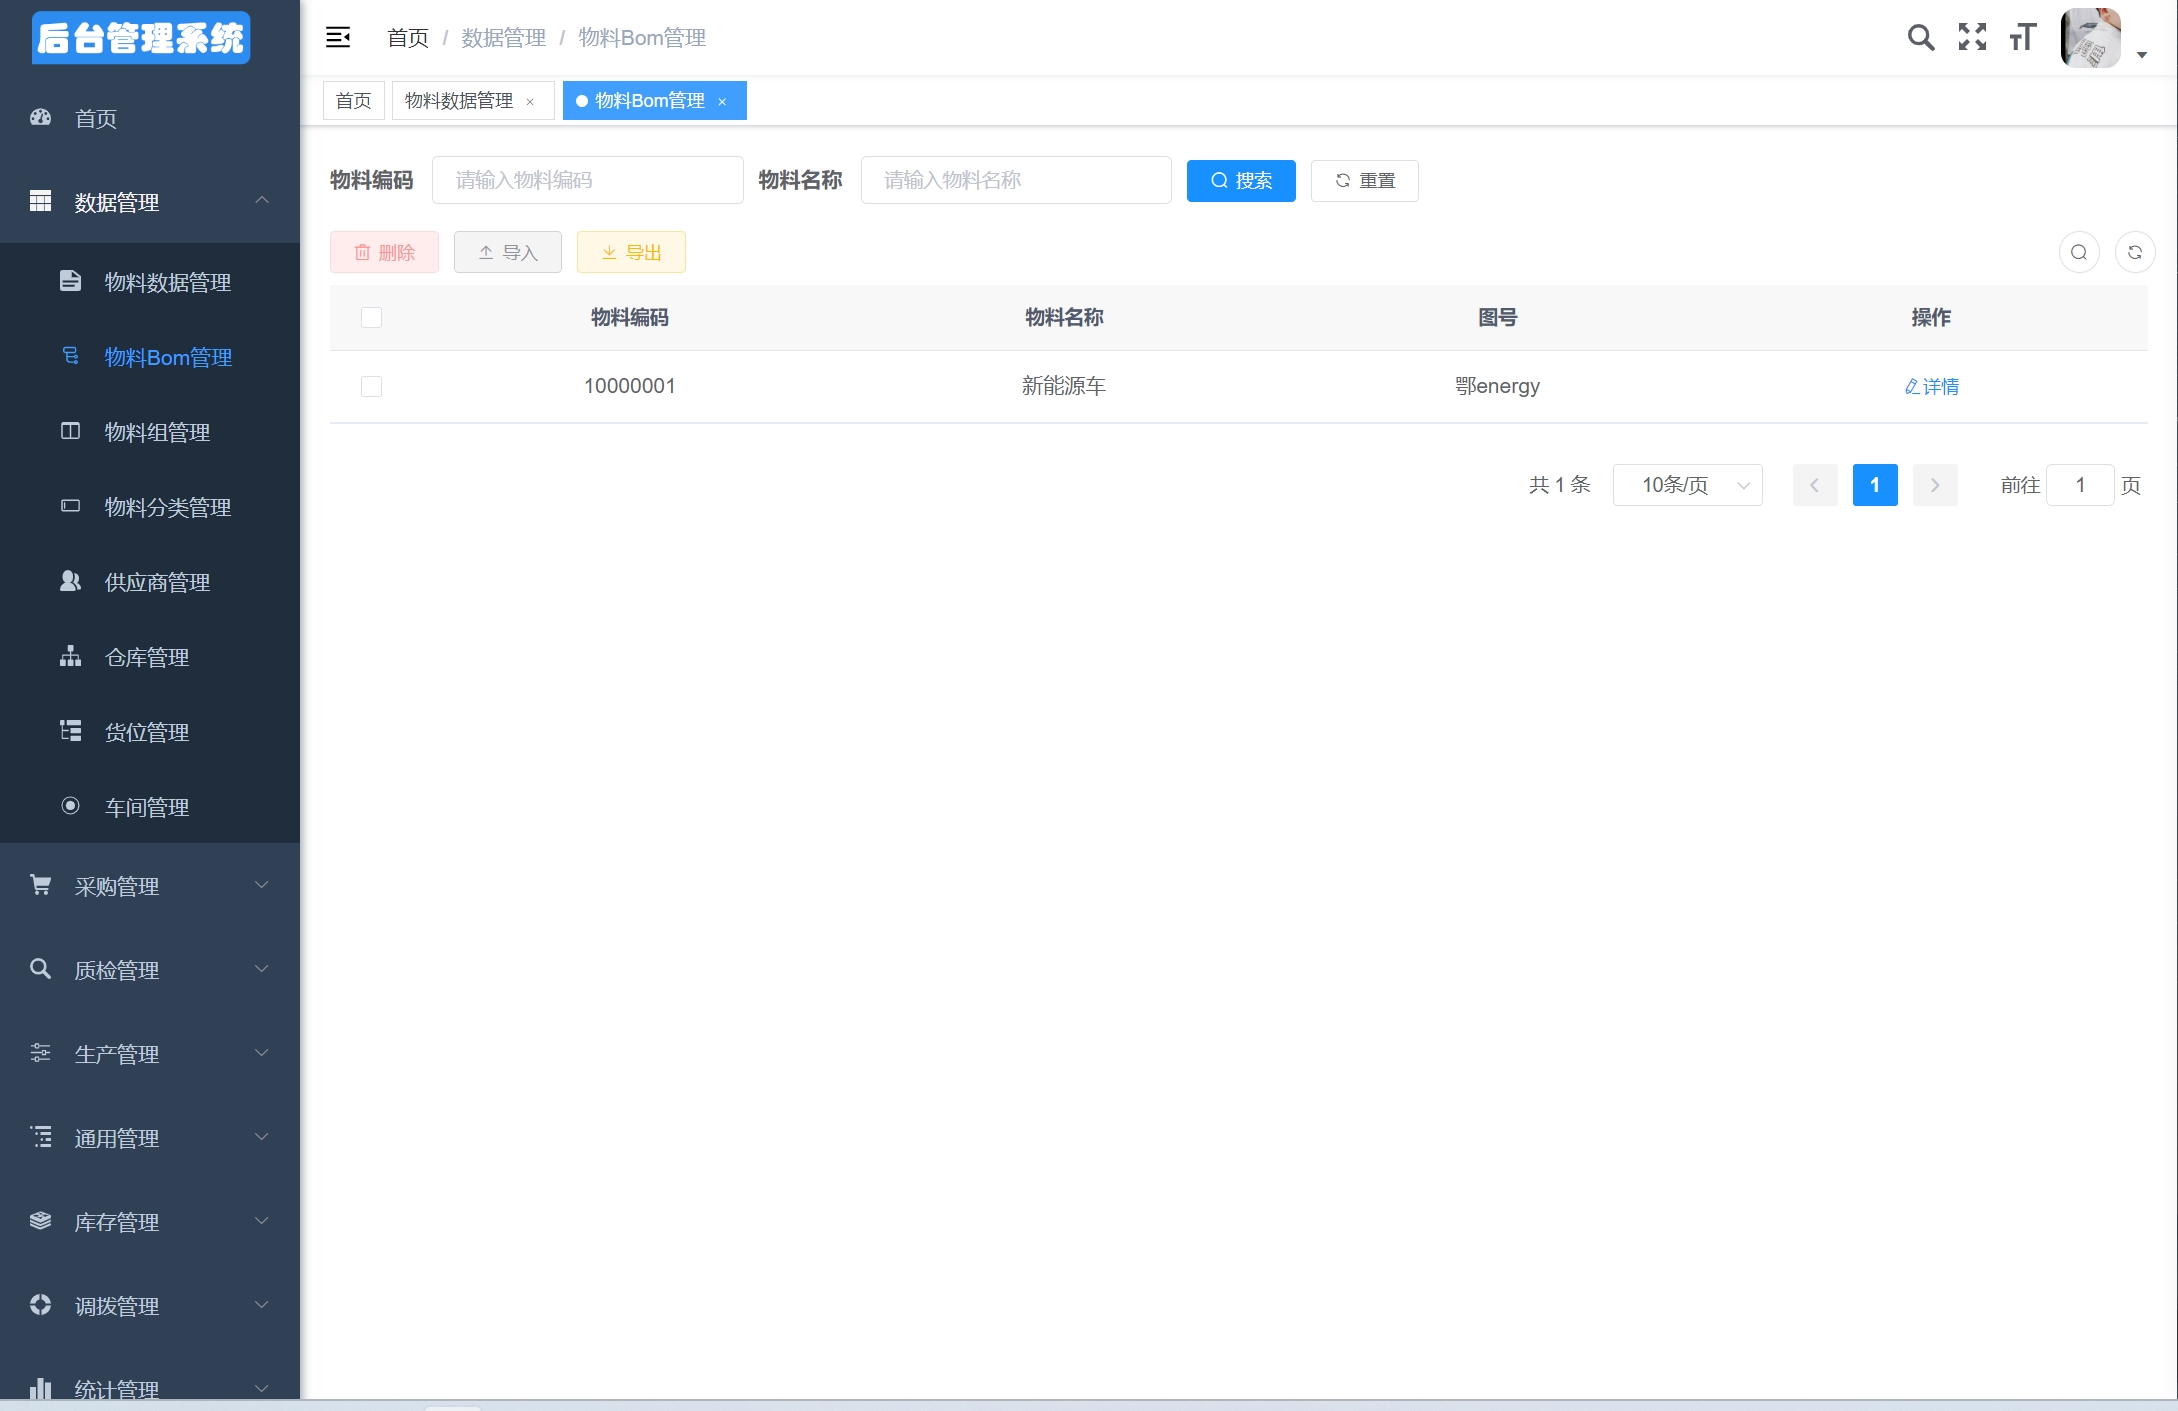 后台管理系统
首页
数据管理
物料数据管理
物料Bom管理
物料组管理
物料分类管理
供应商管理
仓库管理
货位管理
车间管理
采购管理
质检管理
生产管理
通用管理
库存管理
调拨管理
统计管理
首页 / 数据管理 / 物料Bom管理
首页 物料数据管理 × 物料Bom管理 ×
物料编码 请输入物料编码 物料名称 请输入物料名称 搜索 重置
删除 导入 导出
物料编码 物料名称 图号 操作
10000001 新能源车 鄂energy 详情
共 1 条 10条/页 1 前往 1 页